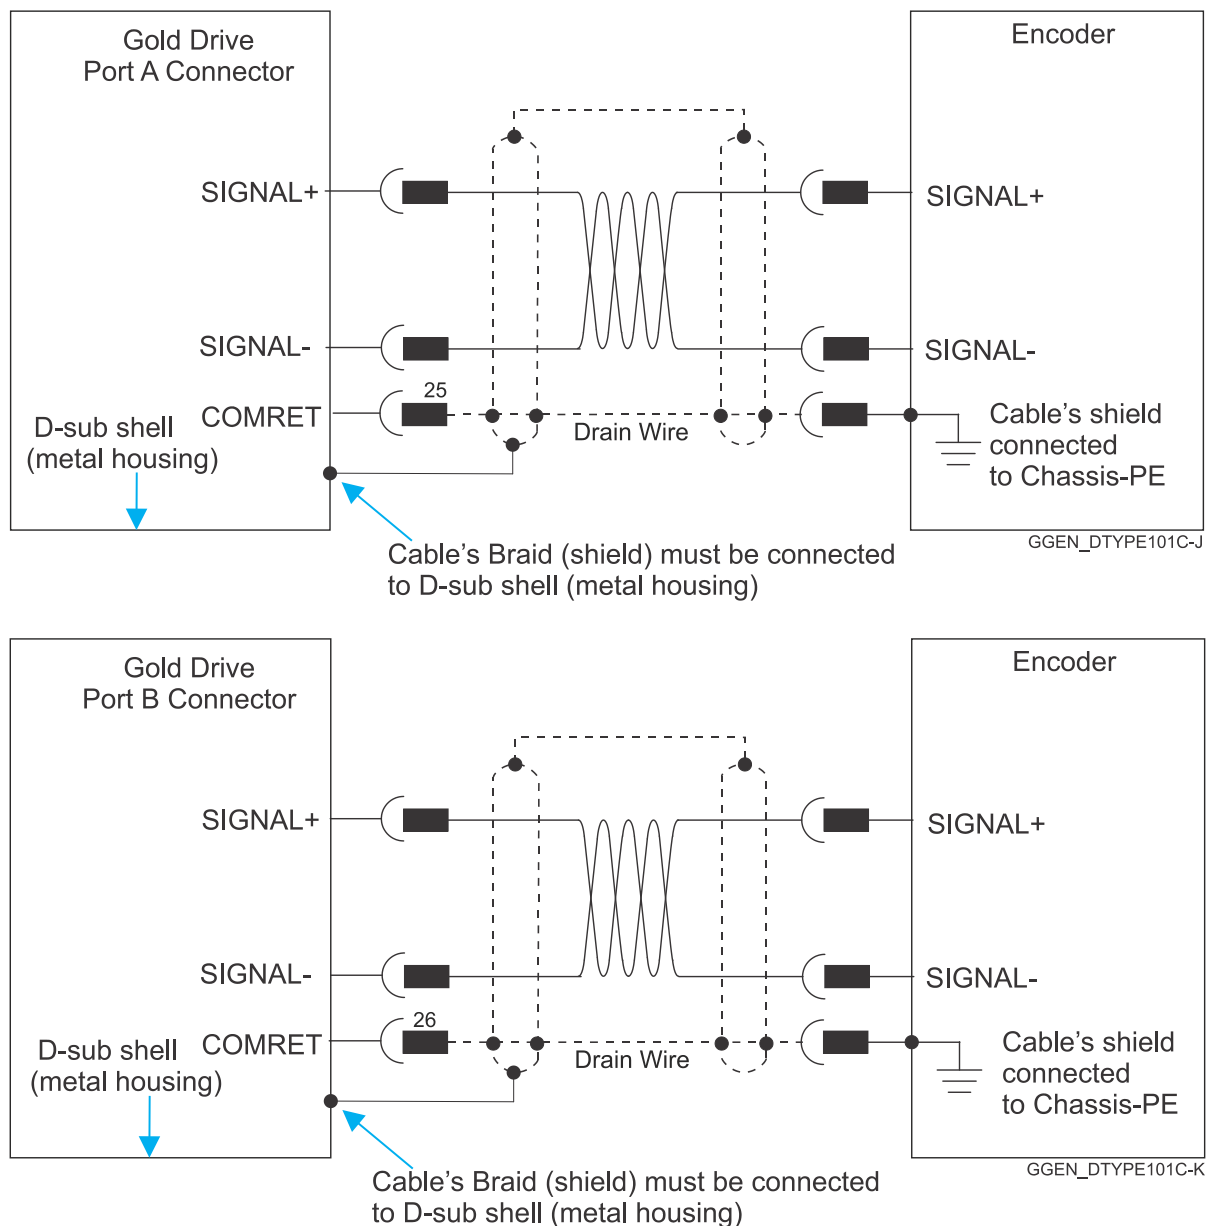 Gold Drive
Port A Connector
Encoder
SIGNAL+
SIGNAL+
SIGNAL-
SIGNAL-
25
COMRET
Drain Wire
D-sub shell
(metal housing)
Cable's shield
connected
to Chassis-PE
Cable's Braid (shield) must be connected
to D-sub shell (metal housing)
GGEN_DTYPE101C-J
Gold Drive
Port B Connector
Encoder
SIGNAL+
SIGNAL+
SIGNAL-
SIGNAL-
26
COMRET
Drain Wire
D-sub shell
(metal housing)
Cable's shield
connected
to Chassis-PE
Cable's Braid (shield) must be connected
to D-sub shell (metal housing)
GGEN_DTYPE101C-K